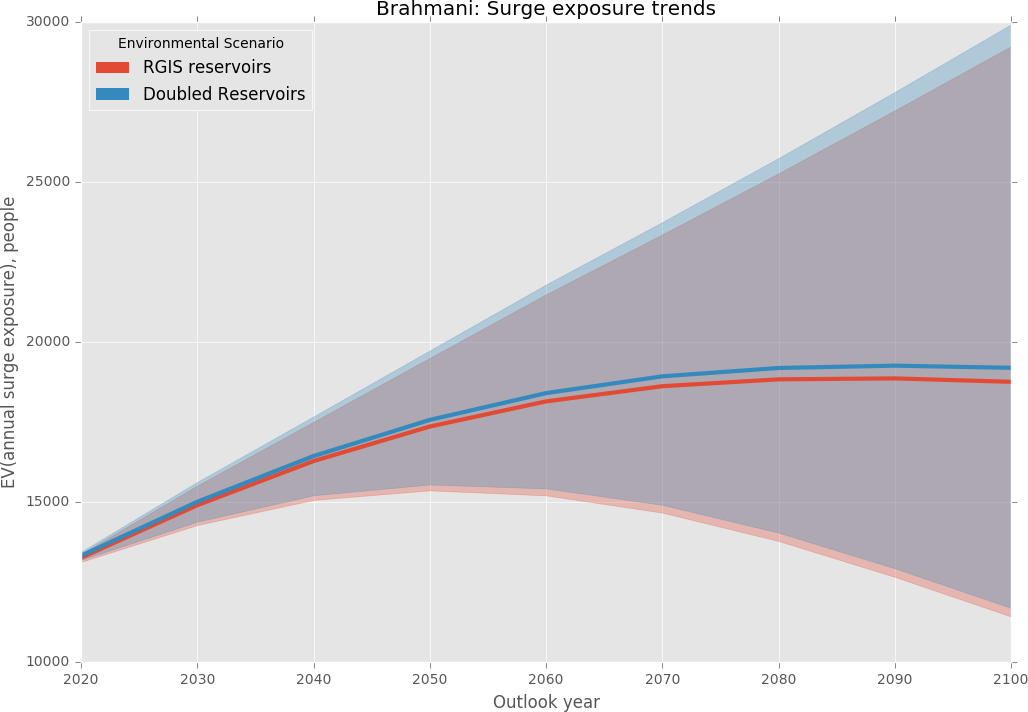 Brahmani: Surge exposure trends
30000
25000
20000
15000
10000
EV(annual surge exposure), people
Environmental Scenario
RGIS reservoirs
Doubled Reservoirs
2020 2030 2040 2050 2060 2070 2080 2090 2100
Outlook year